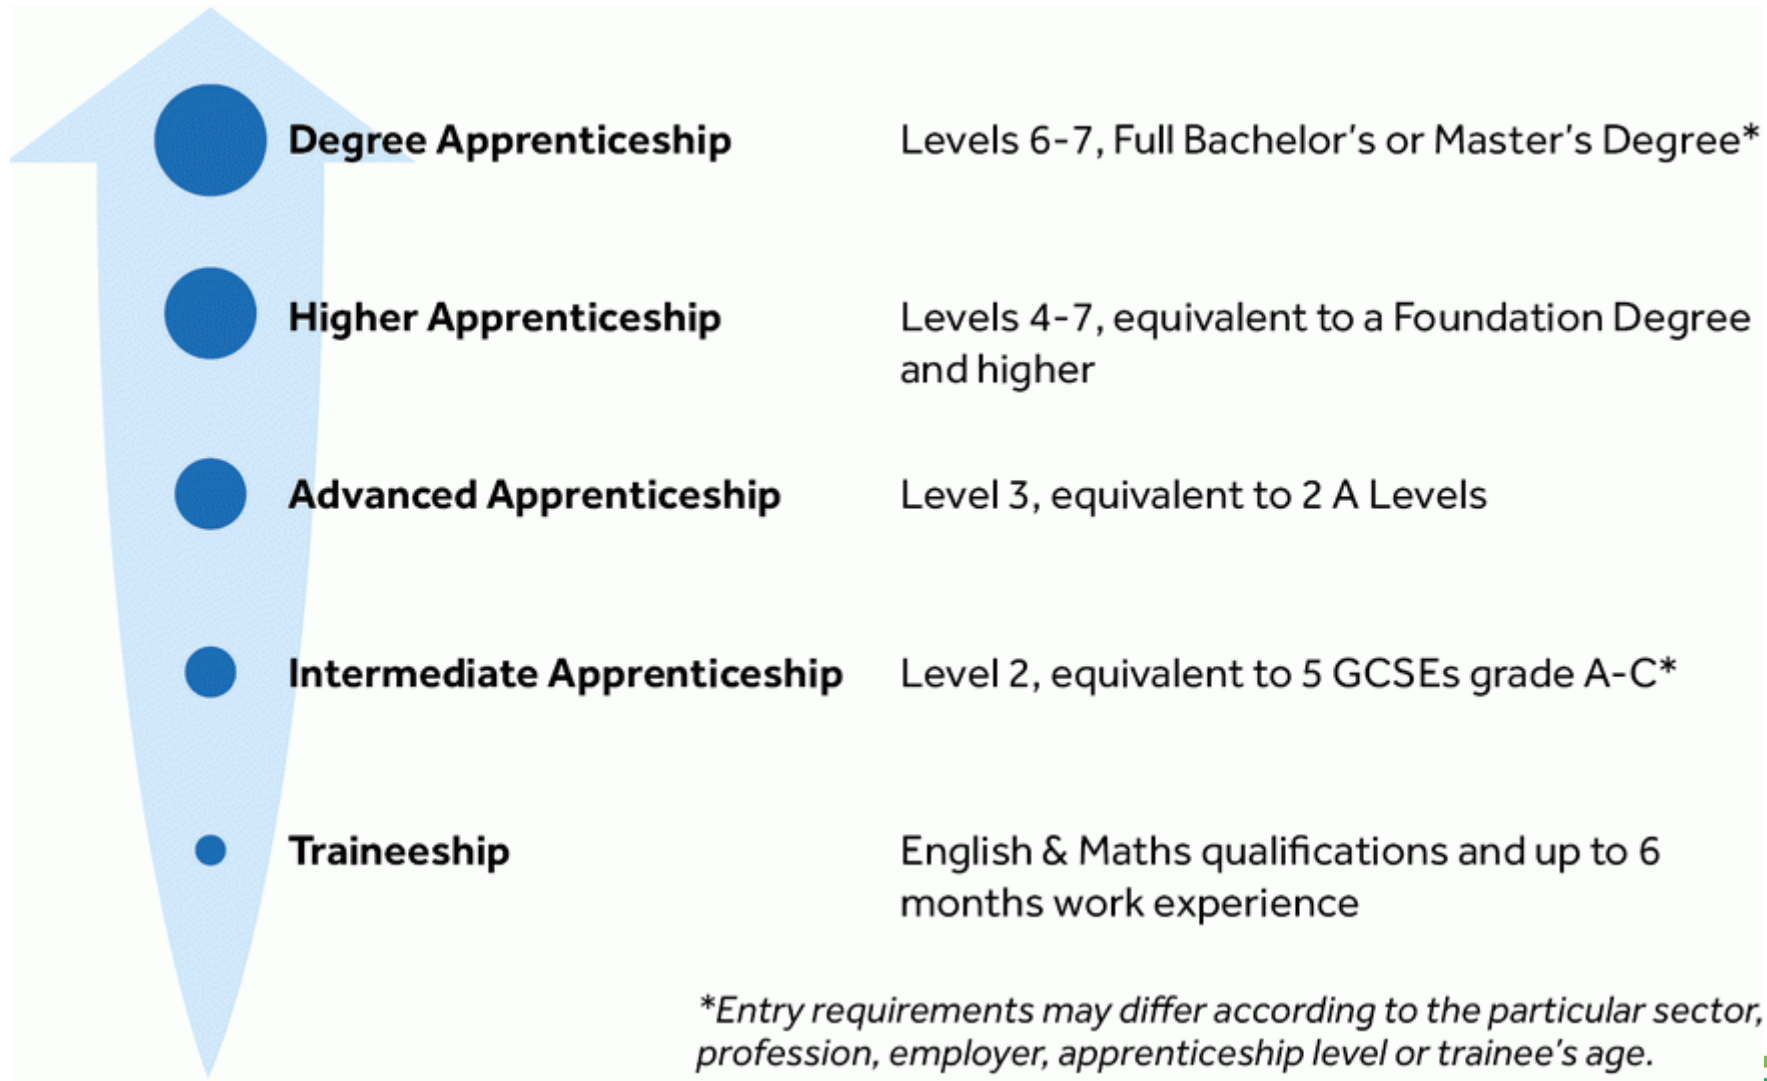 Degree Apprenticeship Levels 6-7, Full Bachelor's or Master's Degree*
Higher Apprenticeship Levels 4-7, equivalent to a Foundation Degree
and higher
Advanced Apprenticeship Level 3, equivalent to 2 A Levels
Intermediate Apprenticeship Level 2, equivalent to 5 GCSEs grade A-C*
Traineeship English & Maths qualifications and up to 6
months work experience
*Entry requirements may differ according to the particular sector,
profession, employer, apprenticeship level or trainee's age.